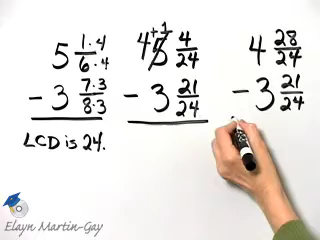 5 1·4/6·4
− 3 7·3/8·3
LCD is 24.
4 +1
5 4/24
− 3 21/24
4 28/24
− 3 21/24
Elayn Martin-Gay